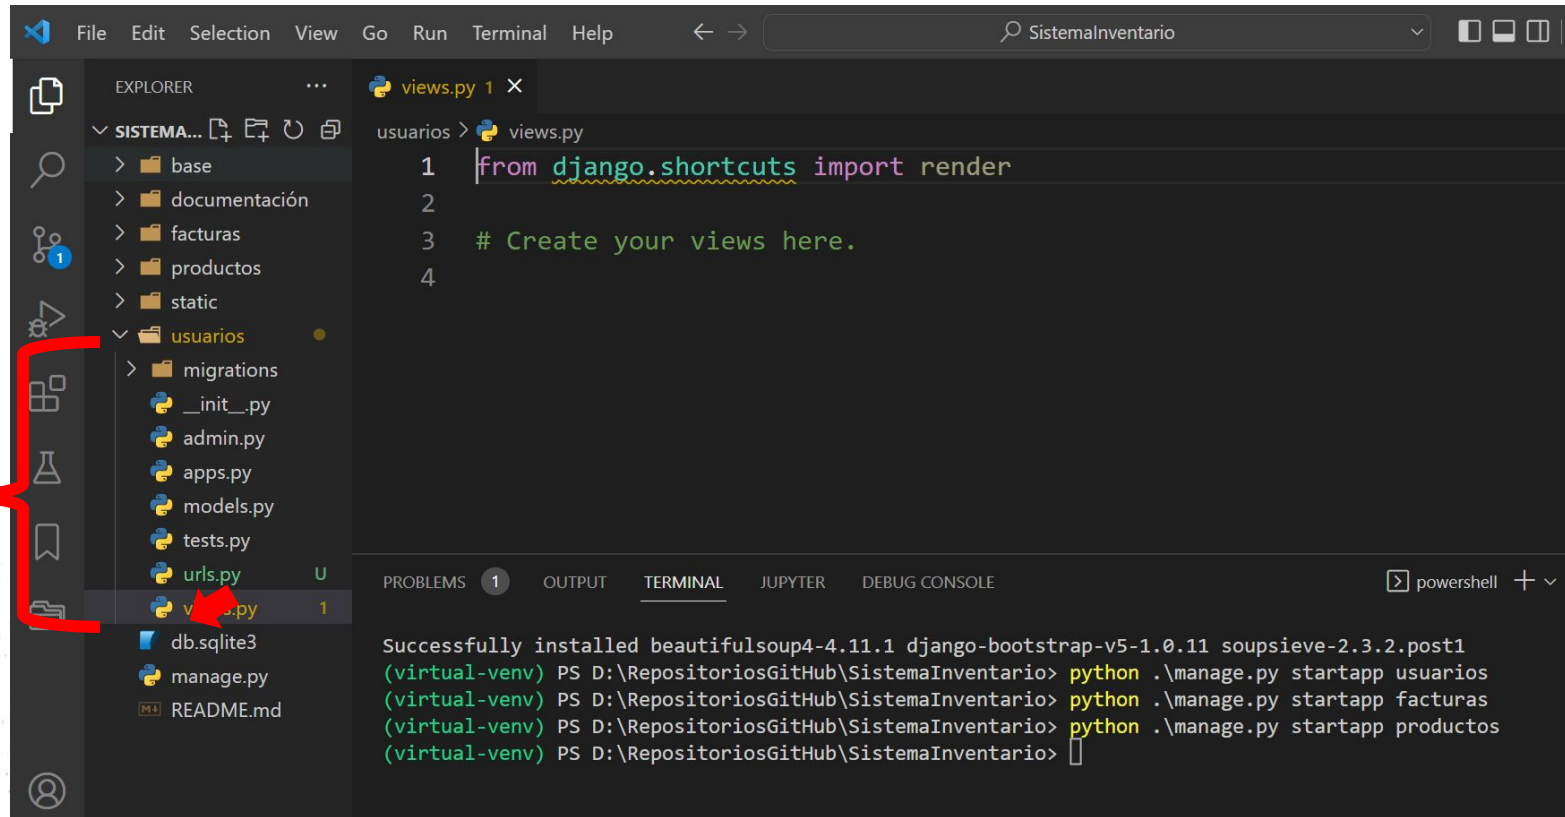 File Edit Selection View Go Run Terminal Help SistemaInventario
EXPLORER
SISTEMA...
base
documentación
facturas
productos
static
usuarios
migrations
__init__.py
admin.py
apps.py
models.py
tests.py
urls.py U
.py 1
db.sqlite3
manage.py
README.md
1
views.py 1
usuarios > views.py
1 from django.shortcuts import render
2
3 # Create your views here.
4
PROBLEMS 1 OUTPUT TERMINAL JUPYTER DEBUG CONSOLE powershell
Successfully installed beautifulsoup4-4.11.1 django-bootstrap-v5-1.0.11 soupsieve-2.3.2.post1
(virtual-venv) PS D:\RepositoriosGitHub\SistemaInventario> python .\manage.py startapp usuarios
(virtual-venv) PS D:\RepositoriosGitHub\SistemaInventario> python .\manage.py startapp facturas
(virtual-venv) PS D:\RepositoriosGitHub\SistemaInventario> python .\manage.py startapp productos
(virtual-venv) PS D:\RepositoriosGitHub\SistemaInventario>